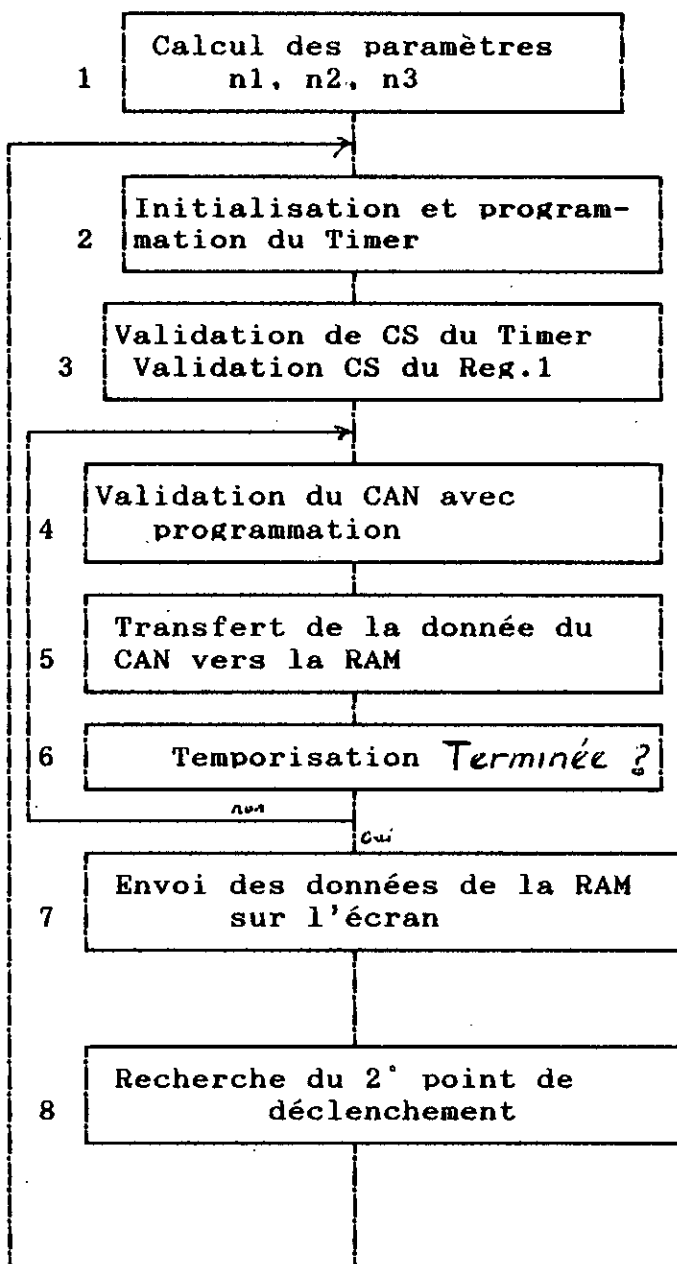 Calcul des paramètres
1 n1, n2, n3
Initialisation et program-
2 mation du Timer
Validation de CS du Timer
3 Validation CS du Reg.1
Validation du CAN avec
4 programmation
Transfert de la donnée du
5 CAN vers la RAM
6 Temporisation Terminée ?
non
oui
Envoi des données de la RAM
7 sur l'écran
Recherche du 2° point de
8 déclenchement